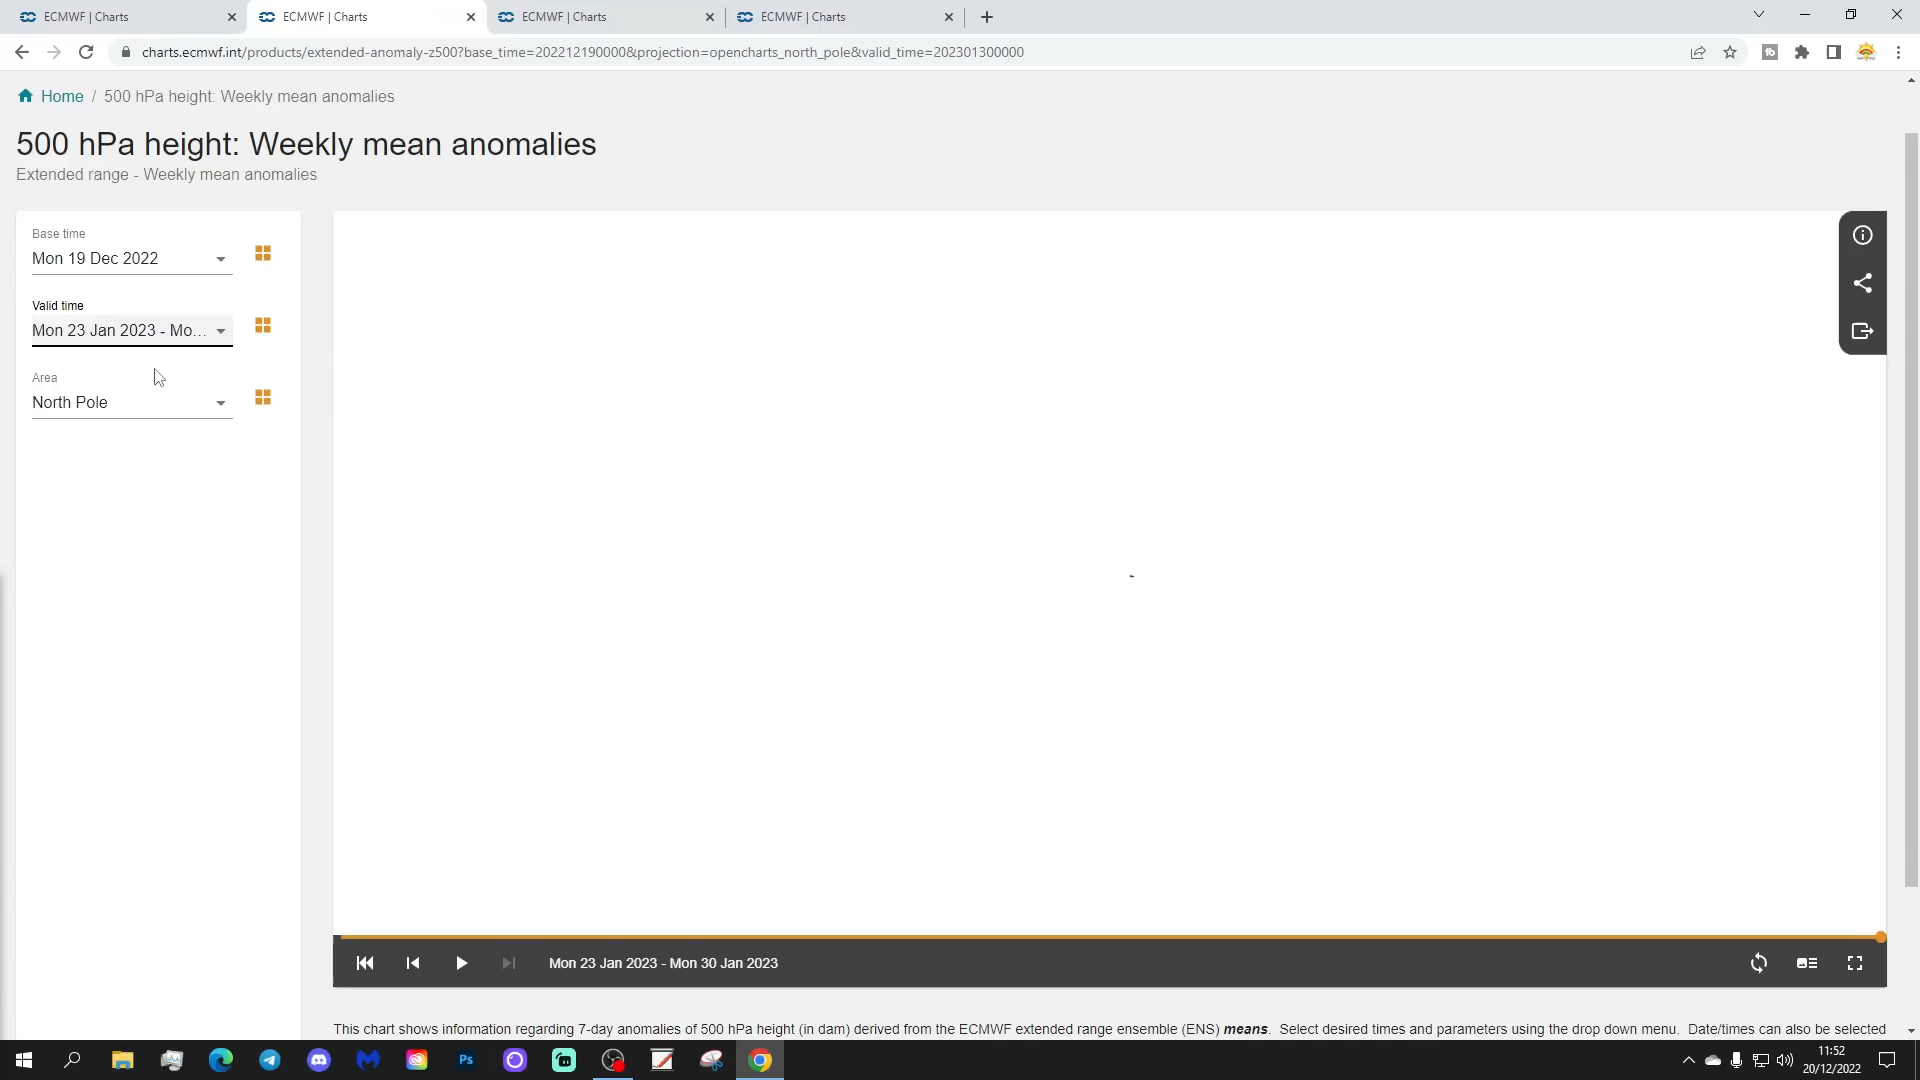 ECMWF | Charts
ECMWF | Charts
ECMWF | Charts
ECMWF | Charts
charts.ecmwf.int/products/extended-anomaly-z500?base_time=202212190000&projection=opencharts_north_pole&valid_time=202301300000
Home / 500 hPa height: Weekly mean anomalies
500 hPa height: Weekly mean anomalies
Extended range - Weekly mean anomalies
Base time
Mon 19 Dec 2022
Valid time
Mon 23 Jan 2023 - Mo...
Area
North Pole
Mon 23 Jan 2023 - Mon 30 Jan 2023
This chart shows information regarding 7-day anomalies of 500 hPa height (in dam) derived from the ECMWF extended range ensemble (ENS) means. Select desired times and parameters using the drop down menu. Date/times can also be selected
Ps
11:52
20/12/2022